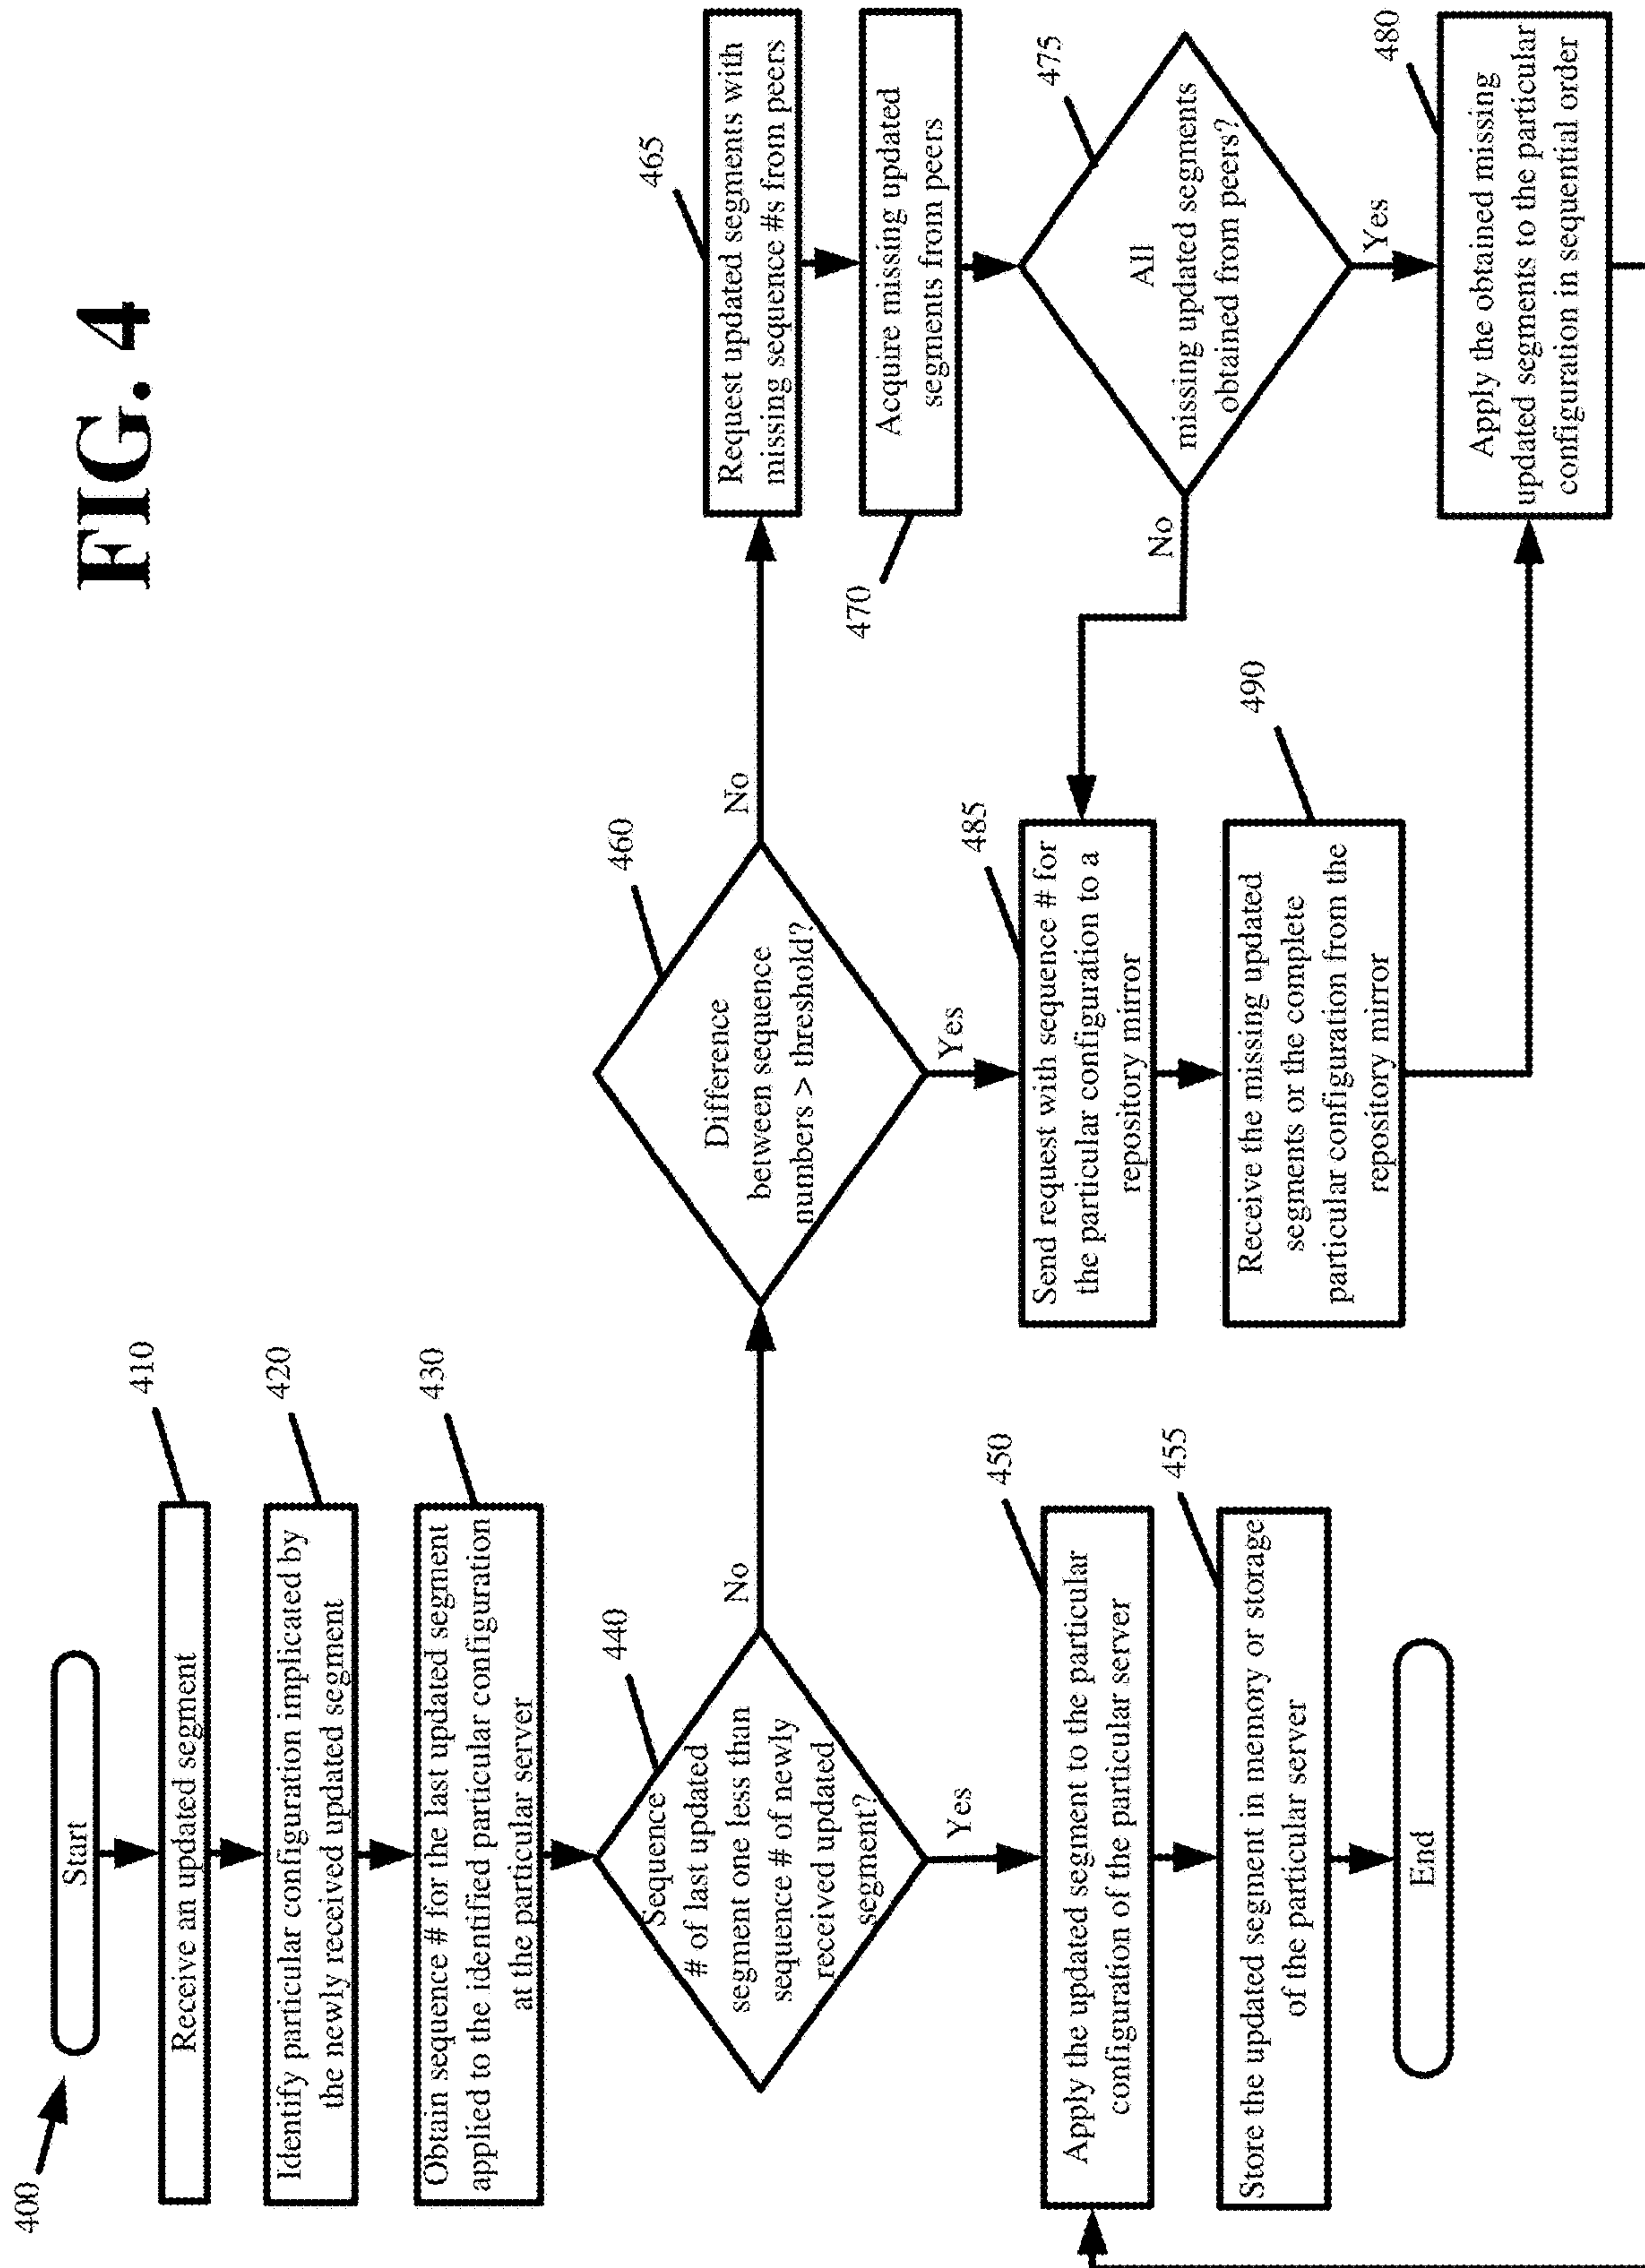 FIG. 4
400
Start
410
Receive an updated segment
420
Identify particular configuration implicated by
the newly received updated segment
430
Obtain sequence # for the last updated segment
applied to the identified particular configuration
at the particular server
440
Sequence
# of last updated
segment one less than
sequence # of newly
received updated
segment?
No
Yes
450
Apply the updated segment to the particular
configuration of the particular server
455
Store the updated segment in memory or storage
of the particular server
End
460
Difference
between sequence
numbers > threshold?
No
Yes
465
Request updated segments with
missing sequence #s from peers
470
Acquire missing updated
segments from peers
475
All
missing updated segments
obtained from peers?
No
Yes
480
Apply the obtained missing
updated segments to the particular
configuration in sequential order
485
Send request with sequence # for
the particular configuration to a
repository mirror
490
Receive the missing updated
segments or the complete
particular configuration from the
repository mirror